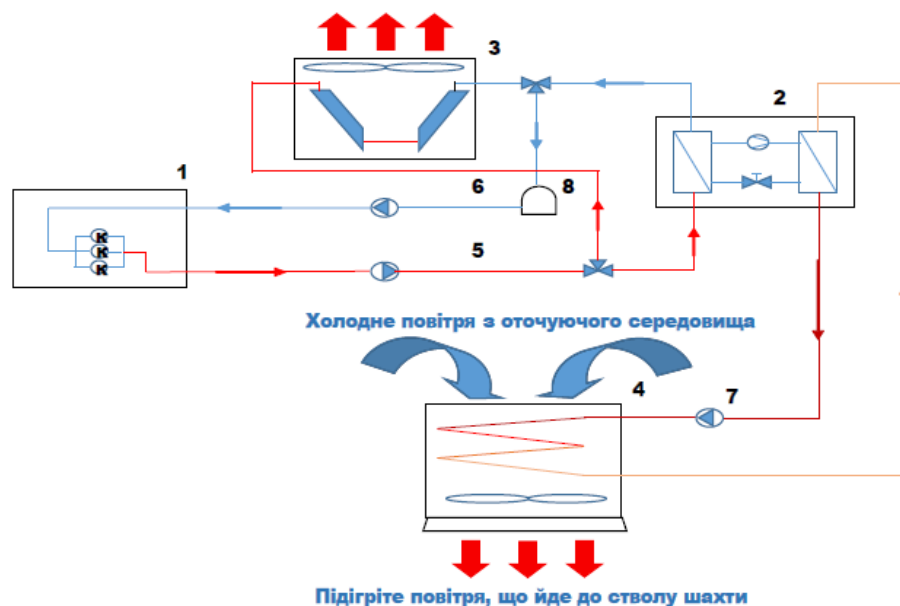 3
2
1
6
8
К
К
К
5
Холодне повітря з оточуючого середовища
4
7
Підігріте повітря, що йде до стволу шахти